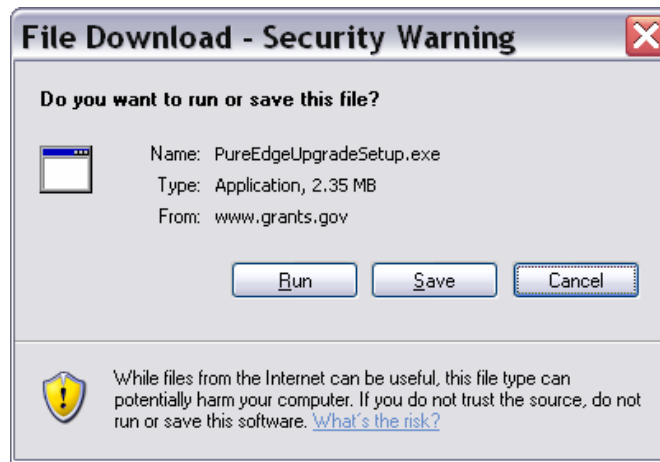 File Download - Security Warning
Do you want to run or save this file?
Name: PureEdgeUpgradeSetup.exe
Type: Application, 2.35 MB
From: www.grants.gov
Run Save Cancel
While files from the Internet can be useful, this file type can
potentially harm your computer. If you do not trust the source, do not
run or save this software. What's the risk?